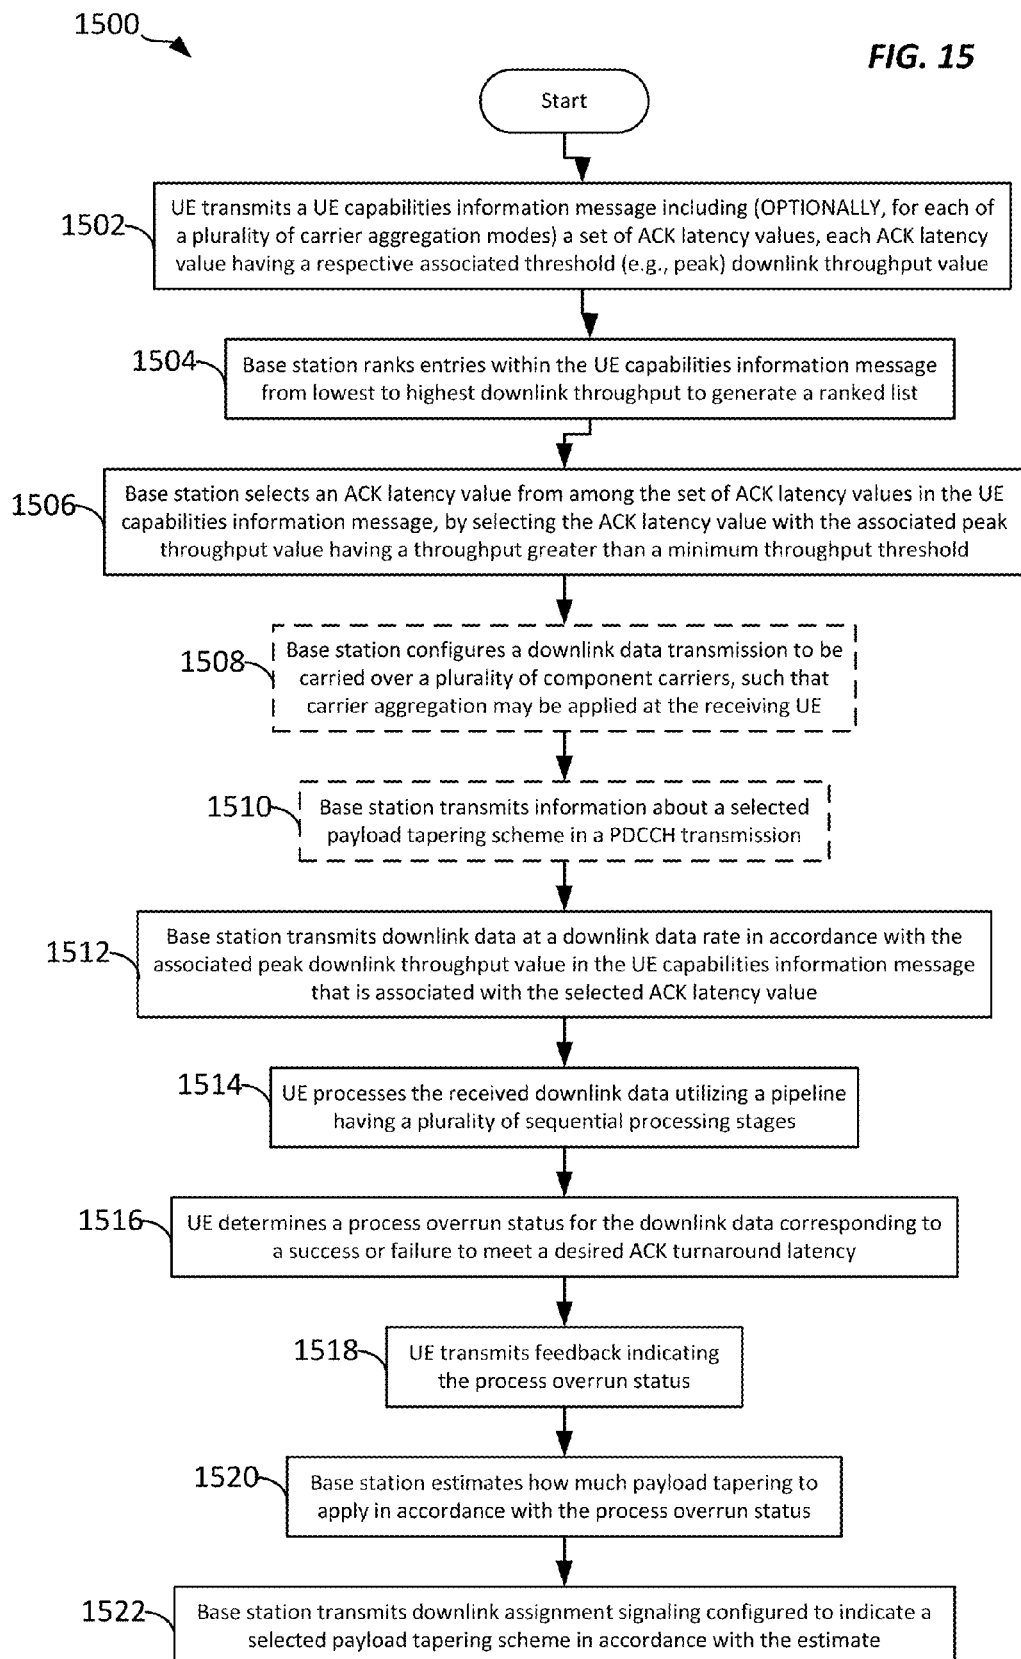 1500
FIG. 15
Start
1502
UE transmits a UE capabilities information message including (OPTIONALLY, for each of
a plurality of carrier aggregation modes) a set of ACK latency values, each ACK latency
value having a respective associated threshold (e.g., peak) downlink throughput value
1504
Base station ranks entries within the UE capabilities information message
from lowest to highest downlink throughput to generate a ranked list
1506
Base station selects an ACK latency value from among the set of ACK latency values in the UE
capabilities information message, by selecting the ACK latency value with the associated peak
throughput value having a throughput greater than a minimum throughput threshold
1508
Base station configures a downlink data transmission to be
carried over a plurality of component carriers, such that
carrier aggregation may be applied at the receiving UE
1510
Base station transmits information about a selected
payload tapering scheme in a PDCCH transmission
1512
Base station transmits downlink data at a downlink data rate in accordance with the
associated peak downlink throughput value in the UE capabilities information message
that is associated with the selected ACK latency value
1514
UE processes the received downlink data utilizing a pipeline
having a plurality of sequential processing stages
1516
UE determines a process overrun status for the downlink data corresponding to
a success or failure to meet a desired ACK turnaround latency
1518
UE transmits feedback indicating
the process overrun status
1520
Base station estimates how much payload tapering to
apply in accordance with the process overrun status
1522
Base station transmits downlink assignment signaling configured to indicate a
selected payload tapering scheme in accordance with the estimate